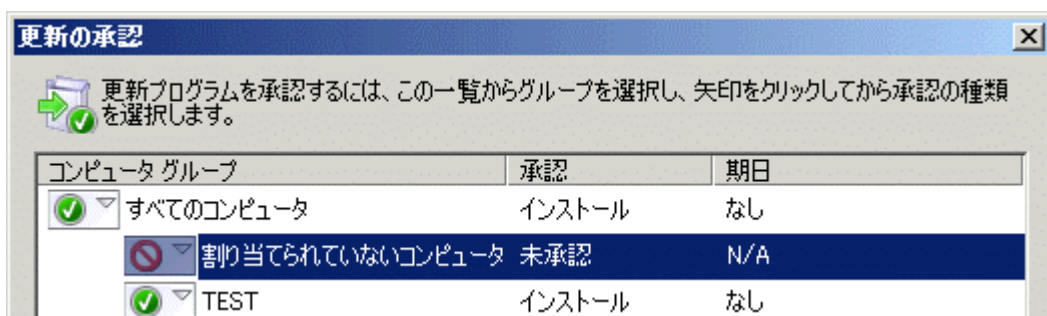 更新の承認
更新プログラムを承認するには、この一覧からグループを選択し、矢印をクリックしてから承認の種類
を選択します。
コンピュータ グループ 承認 期日
すべてのコンピュータ インストール なし
割り当てられていないコンピュータ 未承認 N/A
TEST インストール なし